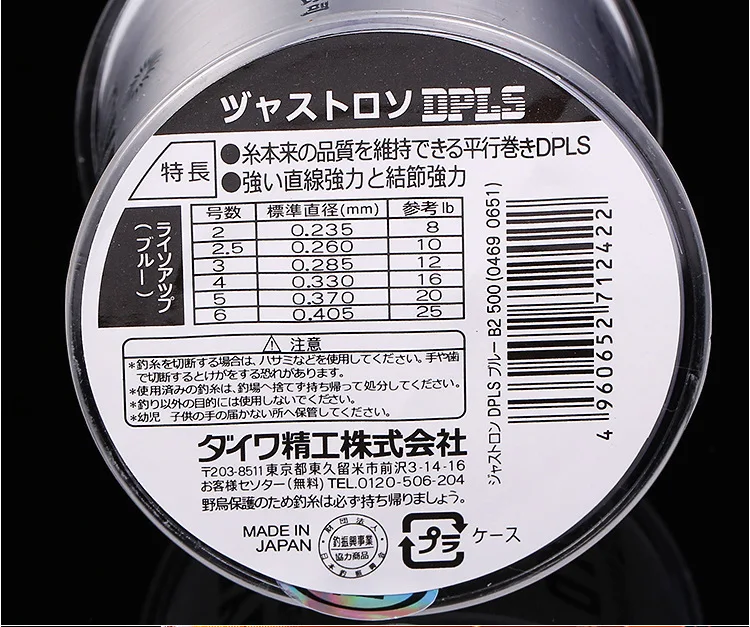 ヅャストロソ DPLS
特長
●糸本来の品質を維持できる平行巻きDPLS
●強い直線強力と結節強力
ライソアップ
(ブルー)
号数 標準直径(mm) 参考lb
2 0.235 8
2.5 0.260 10
3 0.285 12
4 0.330 16
5 0.370 20
6 0.405 25
⚠ 注意
*釣糸を切断する場合は、ハサミなどを使用してください。手や歯
で切断するとけがをする恐れがあります。
*使用済みの釣糸は、釣場へ捨てず持ち帰って処分してください。
*釣り以外の目的には使用しないでください。
*幼児 子供の手の届かない所へ保管してください。
ダイワ精工株式会社
〒203-8511東京都東久留米市前沢3-14-16
お客様センター(無料) TEL.0120-506-204
野鳥保護のため釣糸は必ず持ち帰りましょう。
MADE IN
JAPAN
財団法人
釣振興事業
協力商品
日本釣振興会
プラ
ケース
ジャストロン DPLS ブルー B2 500 (0469 0651)
4 960652 712422